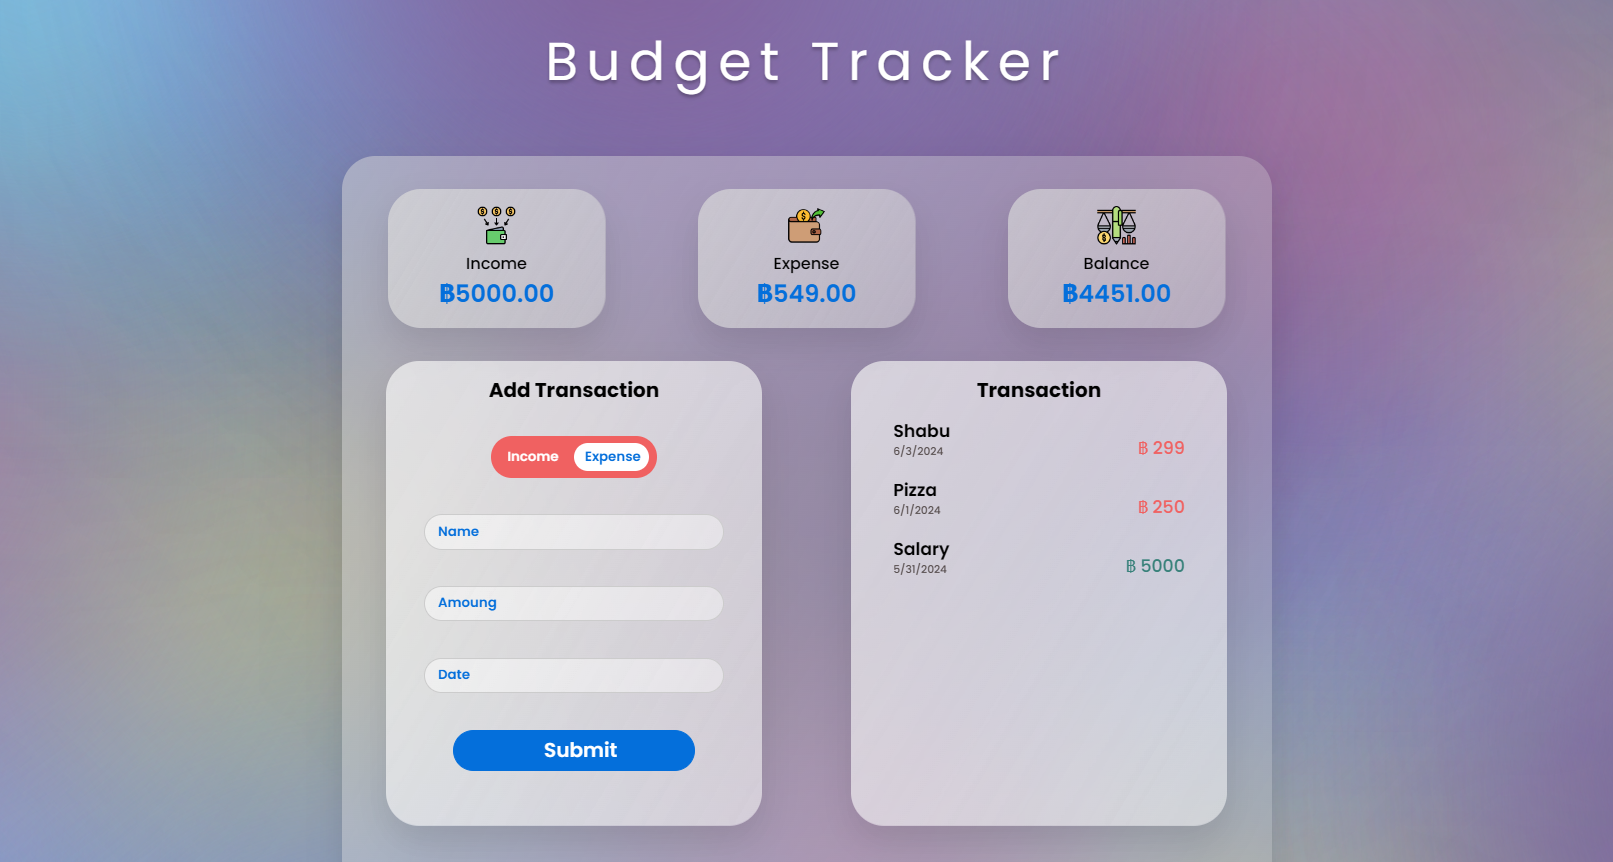 Budget Tracker
Income
฿5000.00
Expense
฿549.00
Balance
฿4451.00
Add Transaction
Income Expense
Name
Amoung
Date
Submit
Transaction
Shabu
6/3/2024
฿ 299
Pizza
6/1/2024
฿ 250
Salary
5/31/2024
฿ 5000